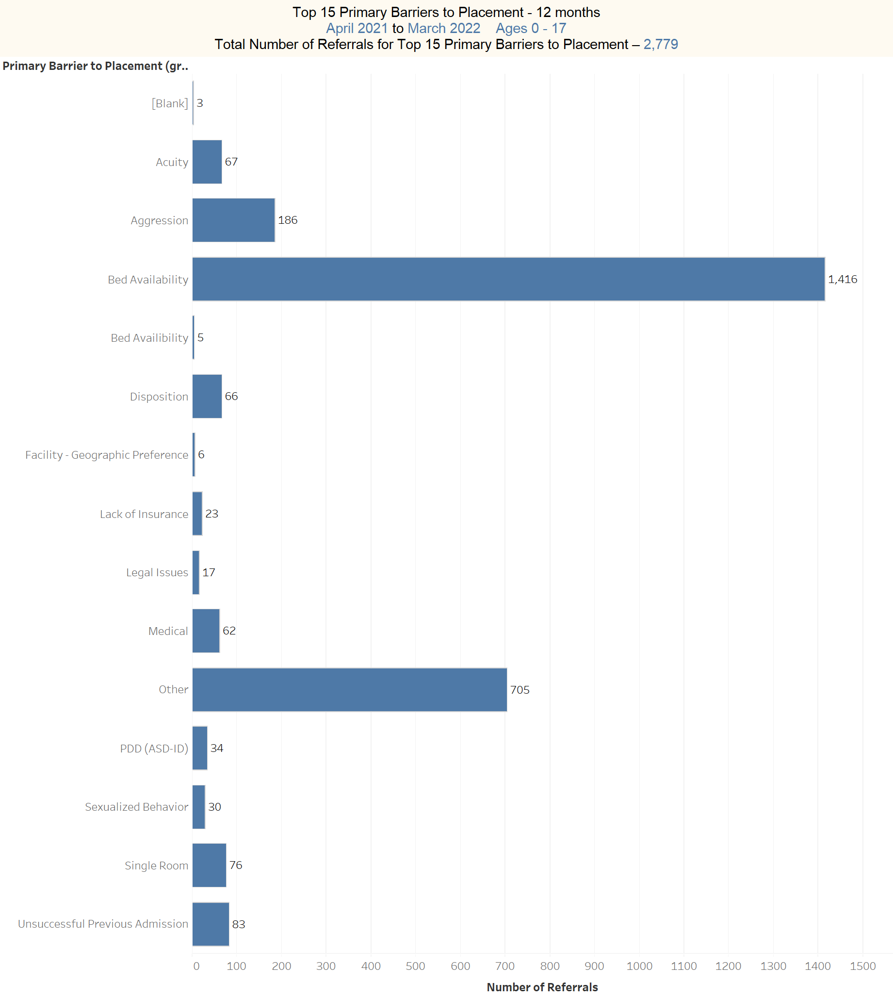 Top 15 Primary Barriers to Placement - 12 months
April 2021 to March 2022 Ages 0 - 17
Total Number of Referrals for Top 15 Primary Barriers to Placement – 2,779
Primary Barrier to Placement (gr..
[Blank] 3
Acuity 67
Aggression 186
Bed Availability 1,416
Bed Availibility 5
Disposition 66
Facility - Geographic Preference 6
Lack of Insurance 23
Legal Issues 17
Medical 62
Other 705
PDD (ASD-ID) 34
Sexualized Behavior 30
Single Room 76
Unsuccessful Previous Admission 83
0 100 200 300 400 500 600 700 800 900 1000 1100 1200 1300 1400 1500
Number of Referrals